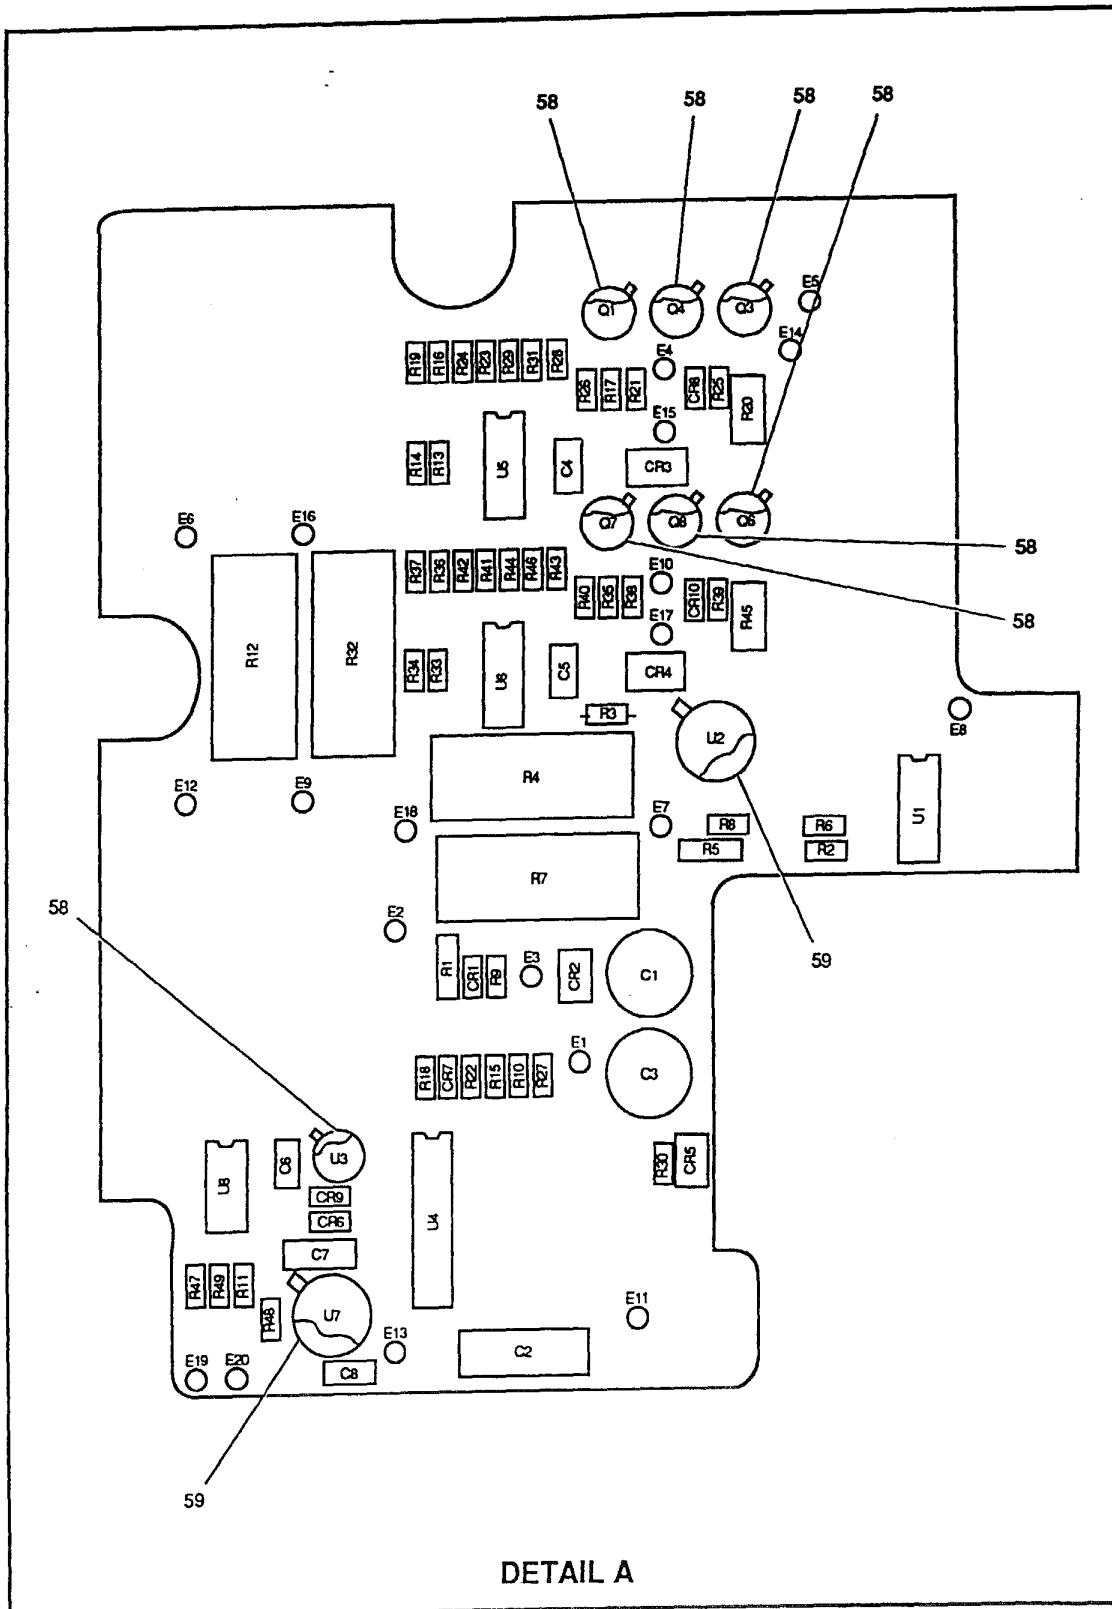 58
58
58
58
Q1
Q4
Q3
E5
E14
R19
R16
R24
R23
R29
R31
R28
E4
R26
R17
R21
CR8
R25
R20
E15
R14
R13
U5
C4
CR3
Q7
Q8
Q6
E6
E16
58
R37
R36
R42
R41
R44
R46
R43
E10
R40
R35
R38
CR10
R39
R45
58
E17
R12
R32
R34
R33
U6
C5
CR4
R3
U2
E8
R4
E12
E9
E18
E7
R8
R6
U1
R5
R2
R7
58
E2
59
R1
CR1
R9
E3
CR2
C1
E1
R18
CR7
R22
R15
R10
R27
C3
U8
C6
U3
R30
CR5
CR9
CR6
U4
C7
R47
R49
R11
R48
U7
E11
E13
C2
E19
E20
C8
59
DETAIL A